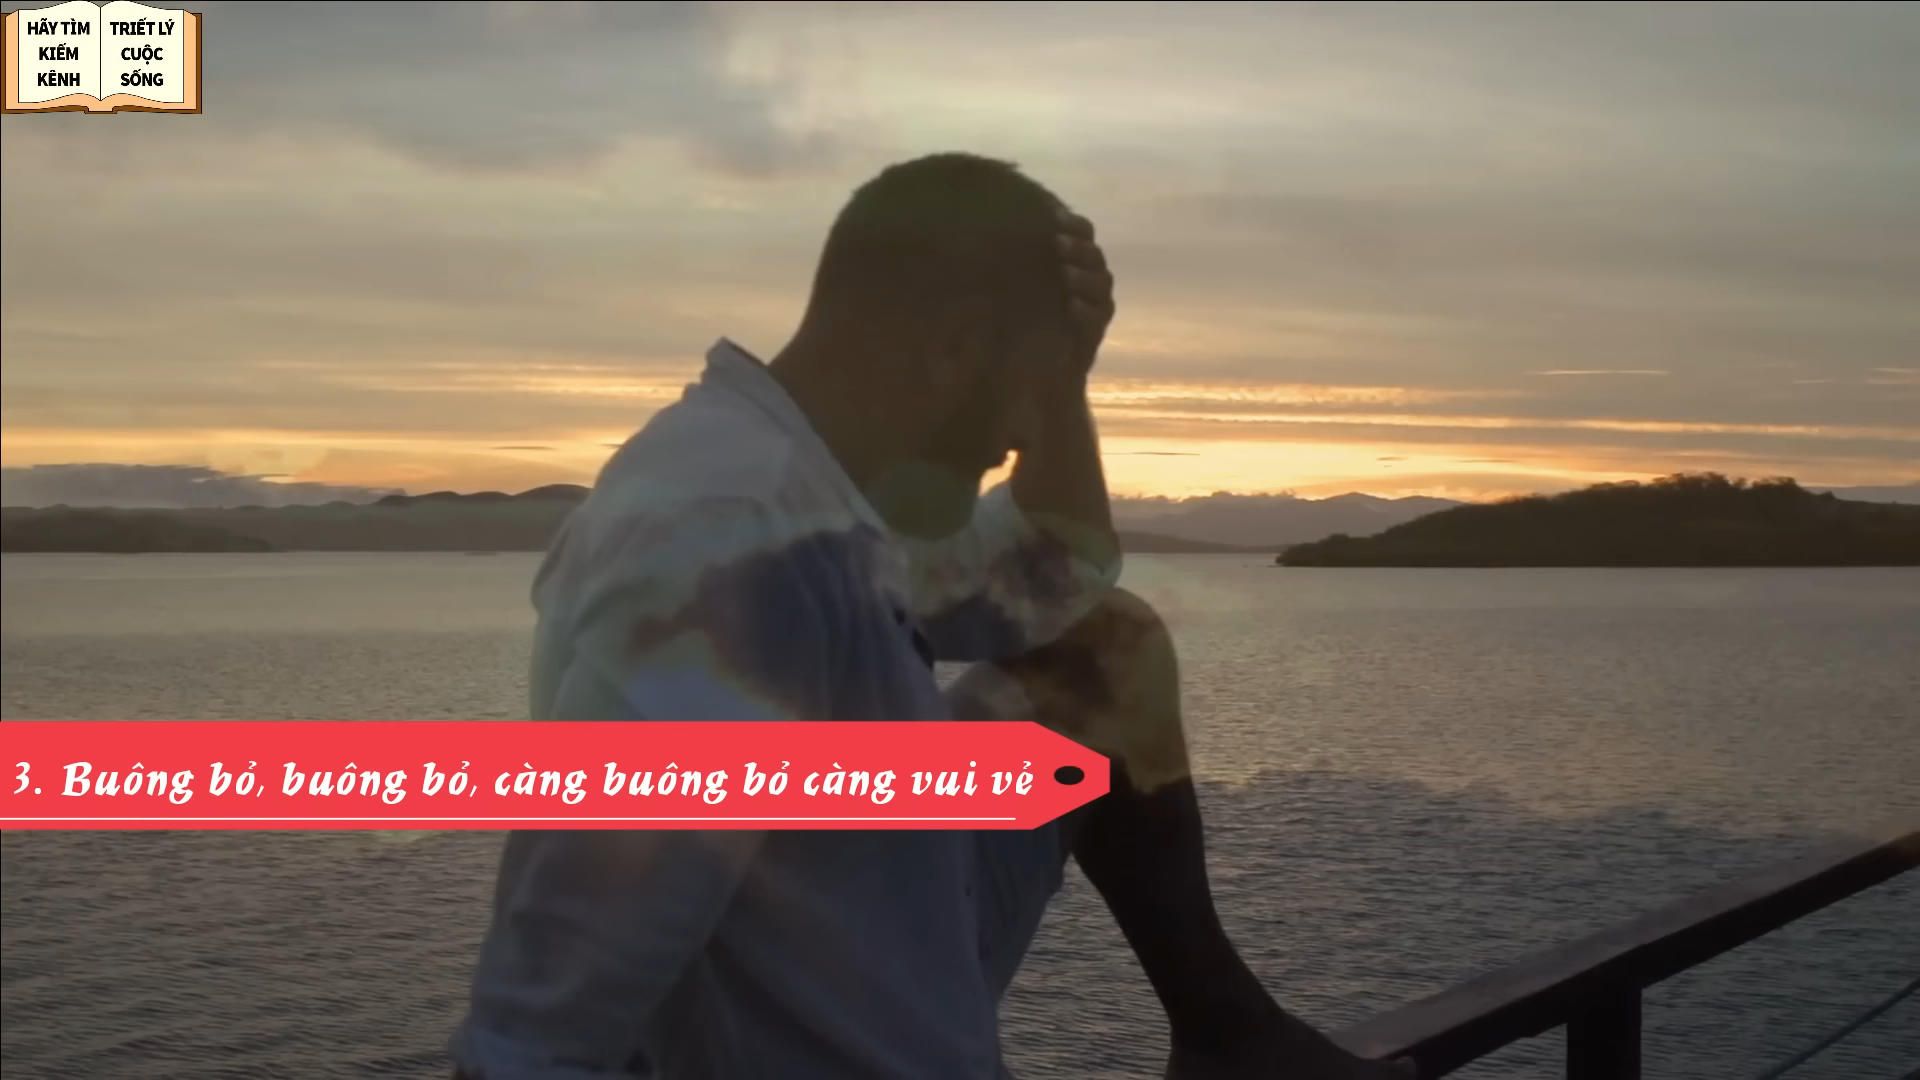 HÃY TÌM
KIẾM
KÊNH
TRIẾT LÝ
CUỘC
SỐNG
3. Buông bỏ, buông bỏ, càng buông bỏ càng vui vẻ